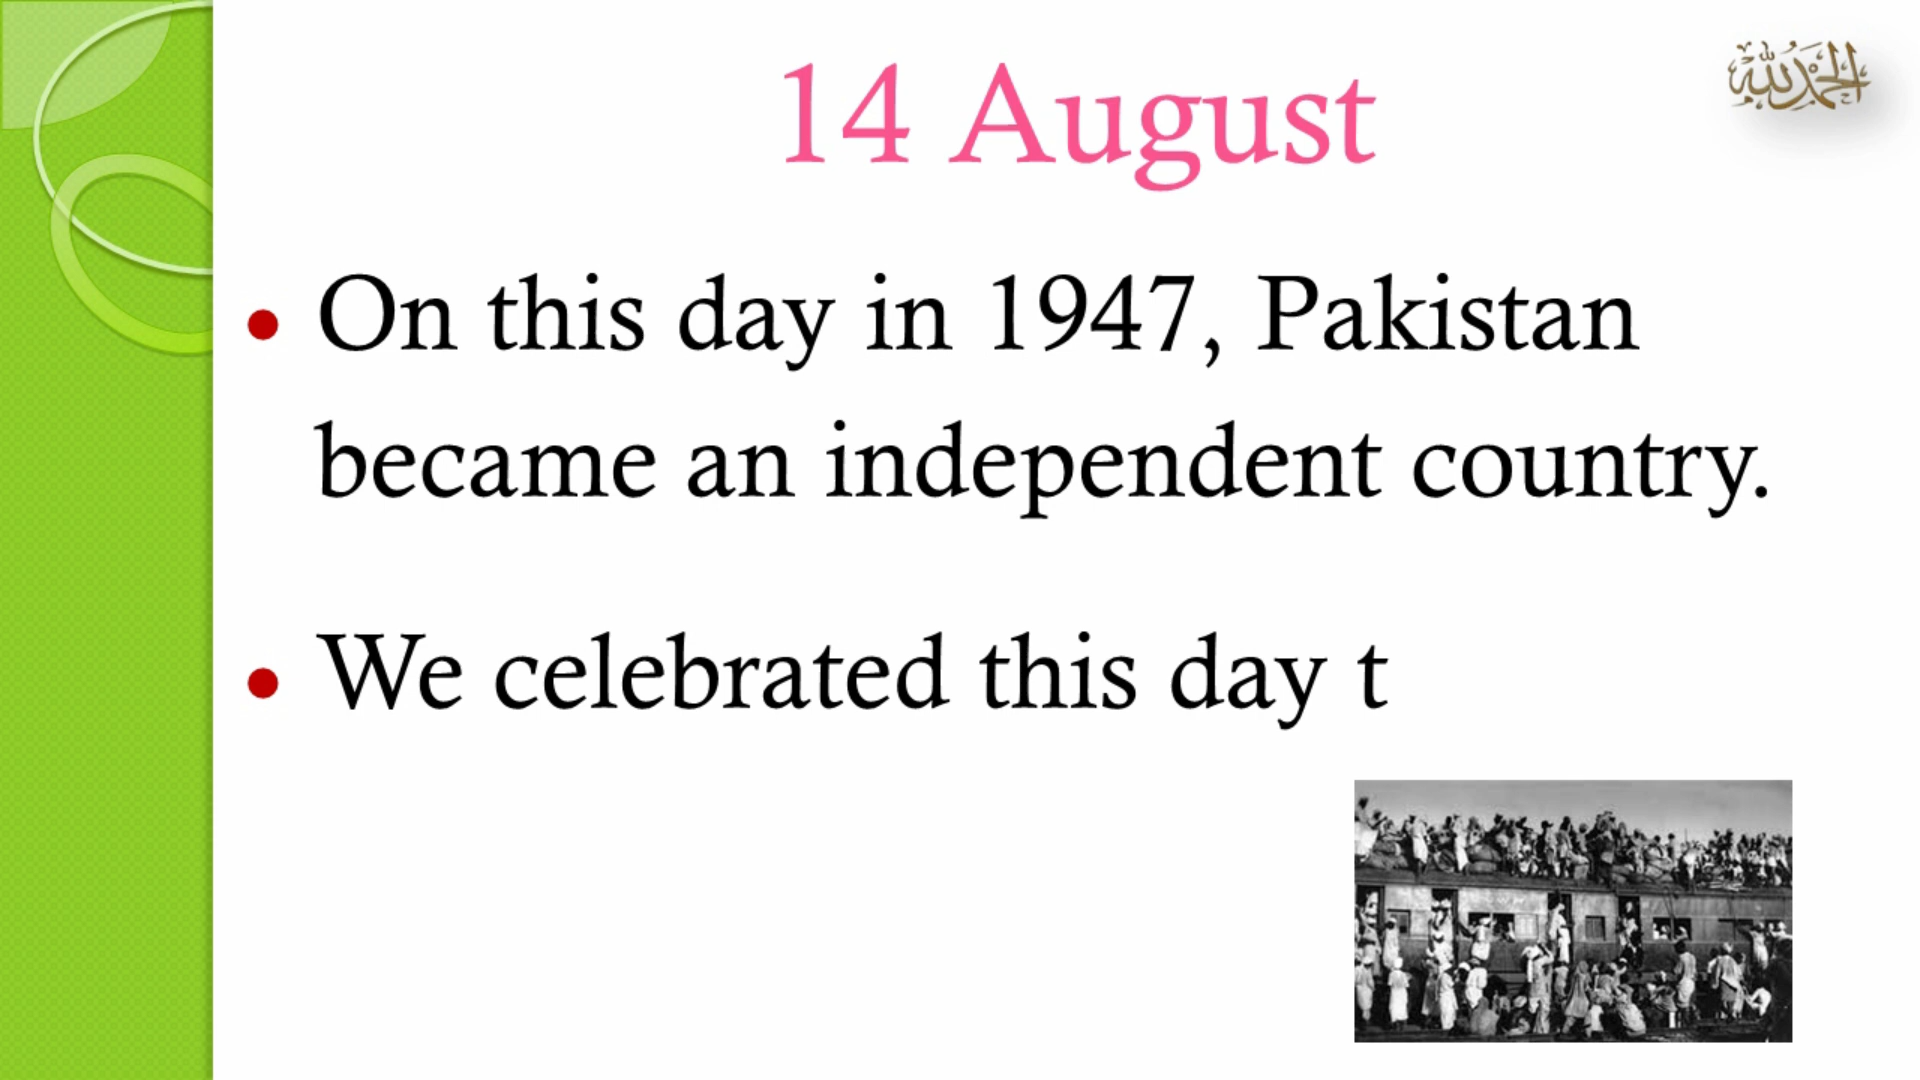 14 August
الحمد لله
• On this day in 1947, Pakistan
became an independent country.
• We celebrated this day t